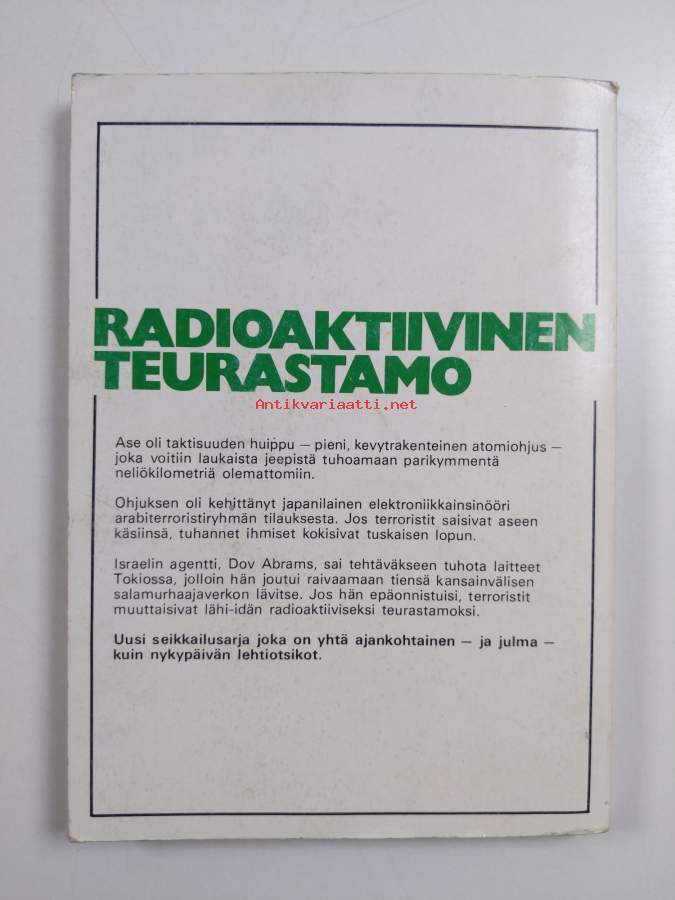 RADIOAKTIIVINEN
TEURASTAMO
Antikvariaatti.net
Ase oli taktisuuden huippu — pieni, kevytrakenteinen atomiohjus —
joka voitiin laukaista jeepistä tuhoamaan parikymmentä
neliökilometriä olemattomiin.
Ohjuksen oli kehittänyt japanilainen elektroniikkainsinööri
arabiterroristiryhmän tilauksesta. Jos terroristit saisivat aseen
käsiinsä, tuhannet ihmiset kokisivat tuskaisen lopun.
Israelin agentti, Dov Abrams, sai tehtäväkseen tuhota laitteet
Tokiossa, jolloin hän joutui raivaamaan tiensä kansainvälisen
salamurhaajaverkon lävitse. Jos hän epäonnistuisi, terroristit
muuttaisivat lähi-idän radioaktiiviseksi teurastamoksi.
Uusi seikkailusarja joka on yhtä ajankohtainen — ja julma —
kuin nykypäivän lehtiotsikot.